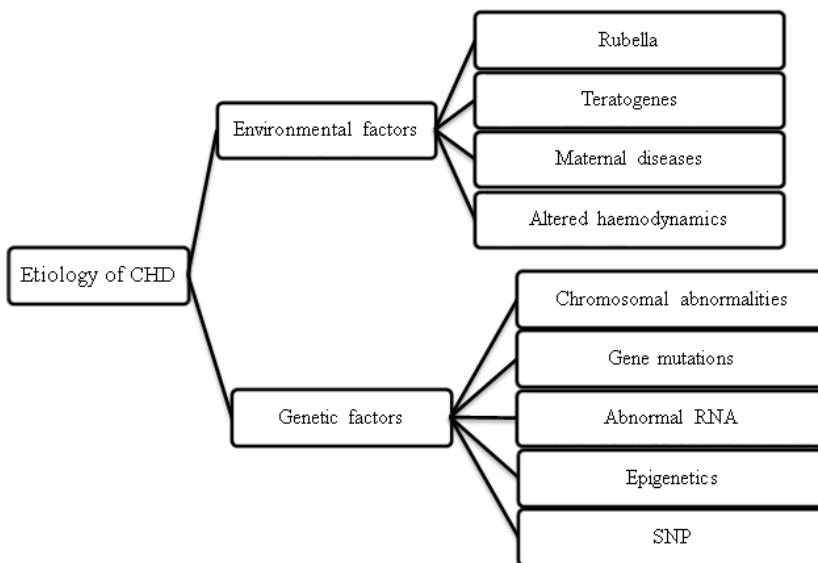 Rubella
Teratogenes
Environmental factors
Maternal diseases
Altered haemodynamics
Etiology of CHD
Chromosomal abnormalities
Gene mutations
Genetic factors
Abnormal RNA
Epigenetics
SNP